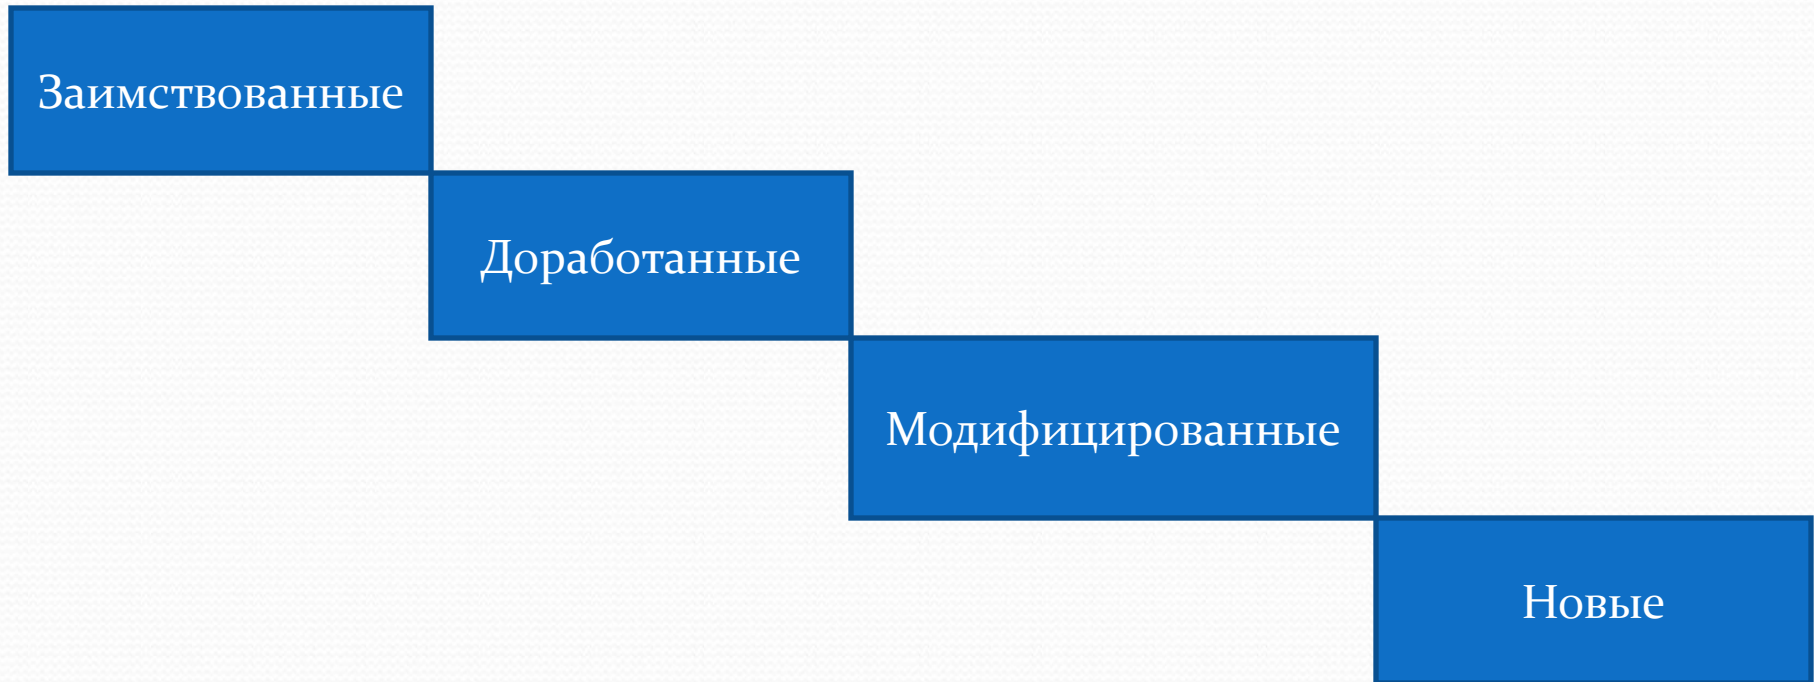 Заимствованные
Доработанные
Модифицированные
Новые